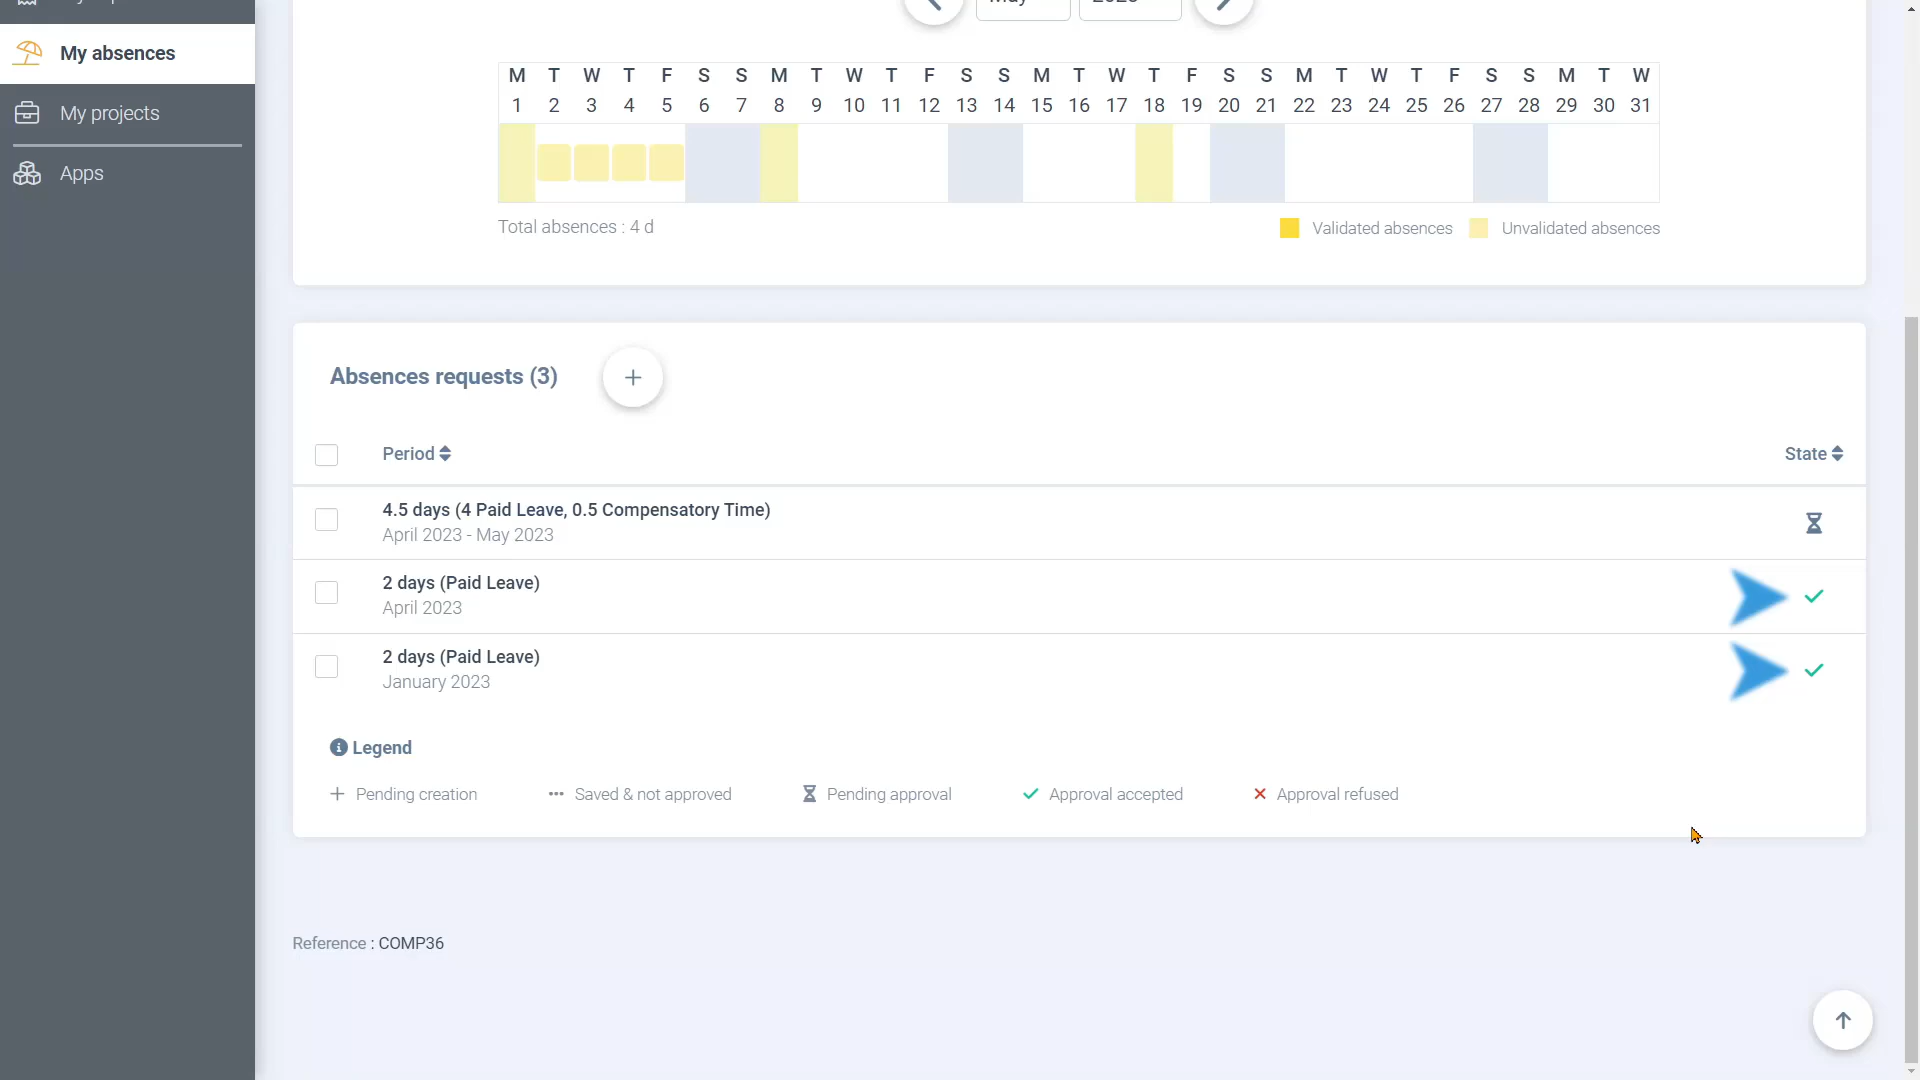 My absences
My projects
Apps
M T W T F S S M T W T F S S M T W T F S S M T W T F S S M T W
1 2 3 4 5 6 7 8 9 10 11 12 13 14 15 16 17 18 19 20 21 22 23 24 25 26 27 28 29 30 31
Total absences : 4 d
Validated absences Unvalidated absences
Absences requests (3)
Period State
4.5 days (4 Paid Leave, 0.5 Compensatory Time)
April 2023 - May 2023
2 days (Paid Leave)
April 2023
2 days (Paid Leave)
January 2023
Legend
Pending creation Saved & not approved Pending approval Approval accepted Approval refused
Reference : COMP36